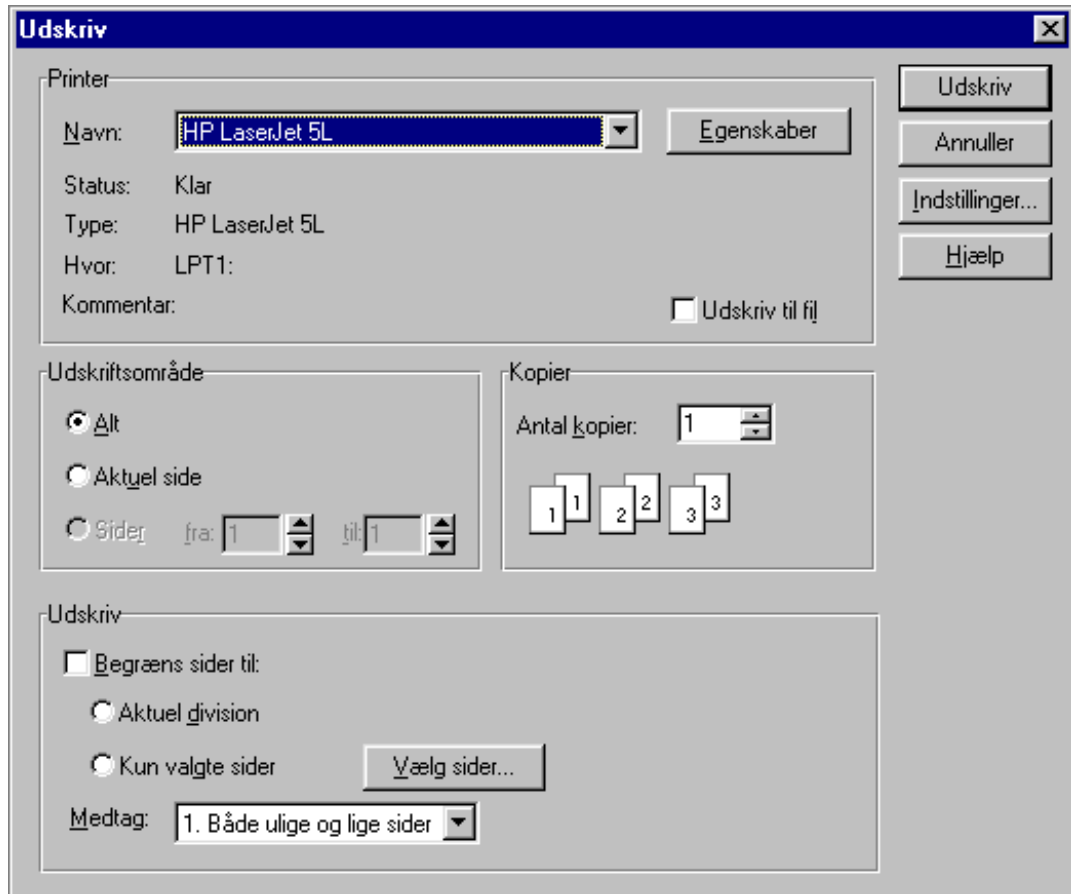 Udskriv
Printer
Navn: HP LaserJet 5L Egenskaber
Status: Klar
Type: HP LaserJet 5L
Hvor: LPT1:
Kommentar:
Udskriv til fil
Udskriv
Annuller
Indstillinger...
Hjælp
Udskriftsområde
Alt
Aktuel side
Sider fra: 1 til: 1
Kopier
Antal kopier: 1
1 1 2 2 3 3
Udskriv
Begræns sider til:
Aktuel division
Kun valgte sider Vælg sider...
Medtag: 1. Både ulige og lige sider